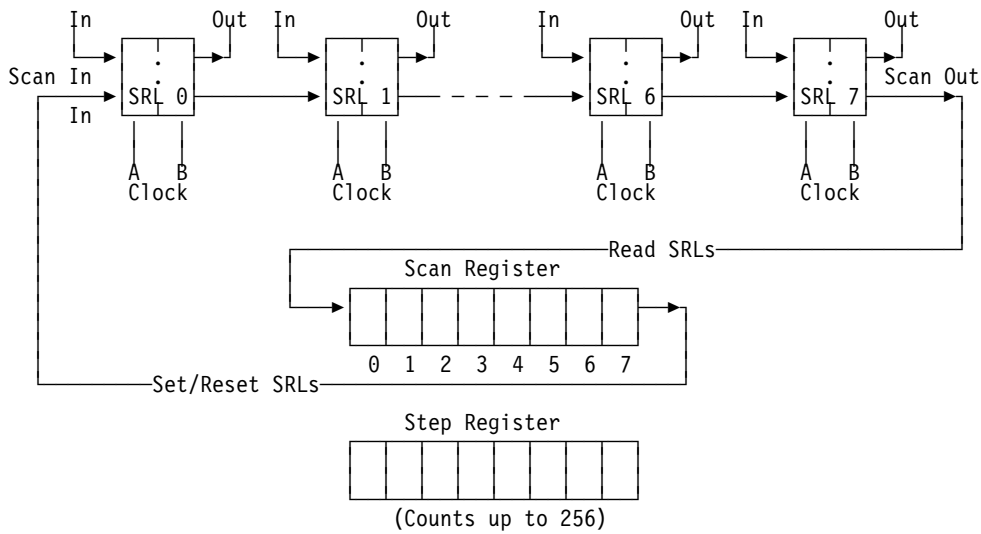 In Out In Out In Out In Out
Scan In Scan Out
SRL 0 SRL 1 SRL 6 SRL 7
In
A B A B A B A B
Clock Clock Clock Clock
Read SRLs
Scan Register
0 1 2 3 4 5 6 7
Set/Reset SRLs
Step Register
(Counts up to 256)